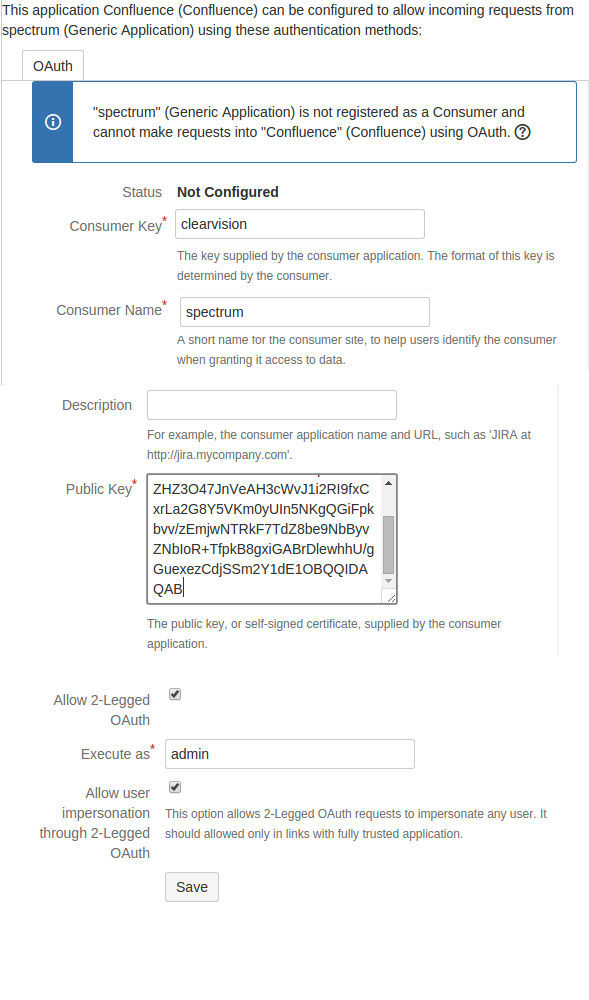 This application Confluence (Confluence) can be configured to allow incoming requests from
spectrum (Generic Application) using these authentication methods:
OAuth
"spectrum" (Generic Application) is not registered as a Consumer and
cannot make requests into "Confluence" (Confluence) using OAuth.
Status Not Configured
Consumer Key* clearvision
The key supplied by the consumer application. The format of this key is
determined by the consumer.
Consumer Name* spectrum
A short name for the consumer site, to help users identify the consumer
when granting it access to data.
Description
For example, the consumer application name and URL, such as 'JIRA at
http://jira.mycompany.com'.
Public Key*
ZHZ3O47JnVeAH3cWvJ1i2RI9fxC
xrLa2G8Y5VKm0yUIn5NKgQGiFpk
bvv/zEmjwNTRkF7TdZ8be9NbByv
ZNbIoR+TfpkB8gxiGABrDlewhhU/g
GuexezCdjSSm2Y1dE1OBQQIDA
QAB
The public key, or self-signed certificate, supplied by the consumer
application.
Allow 2-Legged
OAuth
Execute as* admin
Allow user
impersonation
through 2-Legged
OAuth
This option allows 2-Legged OAuth requests to impersonate any user. It
should allowed only in links with fully trusted application.
Save